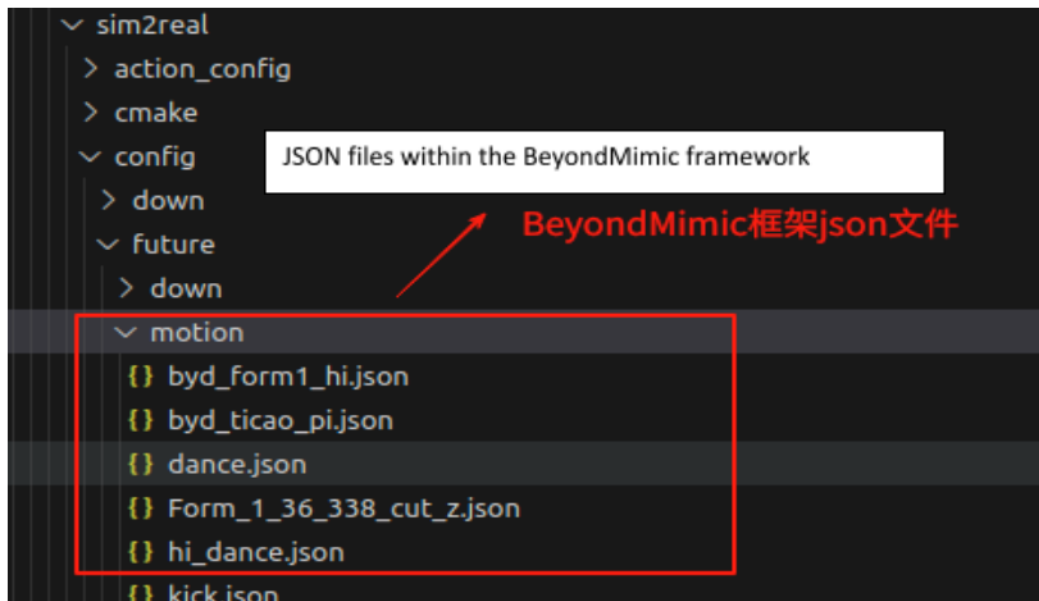 sim2real
action_config
cmake
config
JSON files within the BeyondMimic framework
down
BeyondMimic框架json文件
future
down
motion
{} byd_form1_hi.json
{} byd_ticao_pi.json
{} dance.json
{} Form_1_36_338_cut_z.json
{} hi_dance.json
{} kick.json